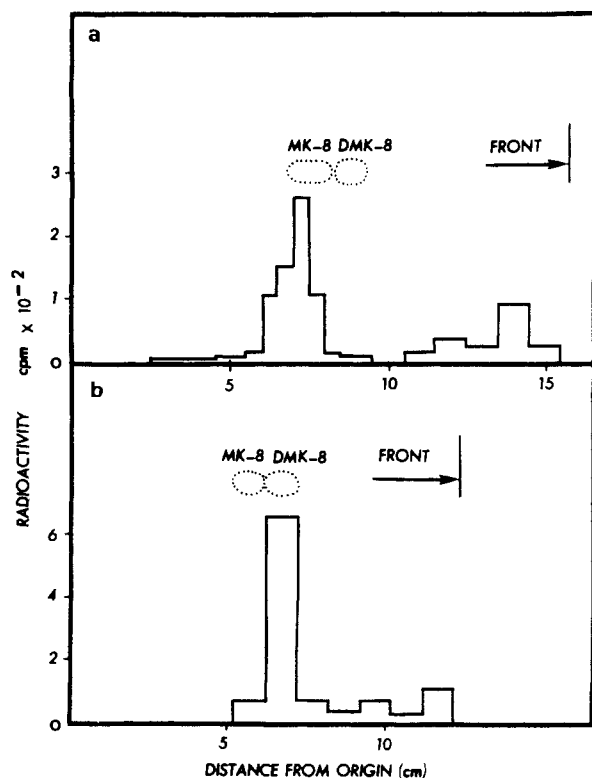 a
MK-8 DMK-8
FRONT
3
2
1
0
5 10 15
b
MK-8 DMK-8
FRONT
6
4
2
0
5 10
RADIOACTIVITY cpm x 10⁻²
DISTANCE FROM ORIGIN (cm)